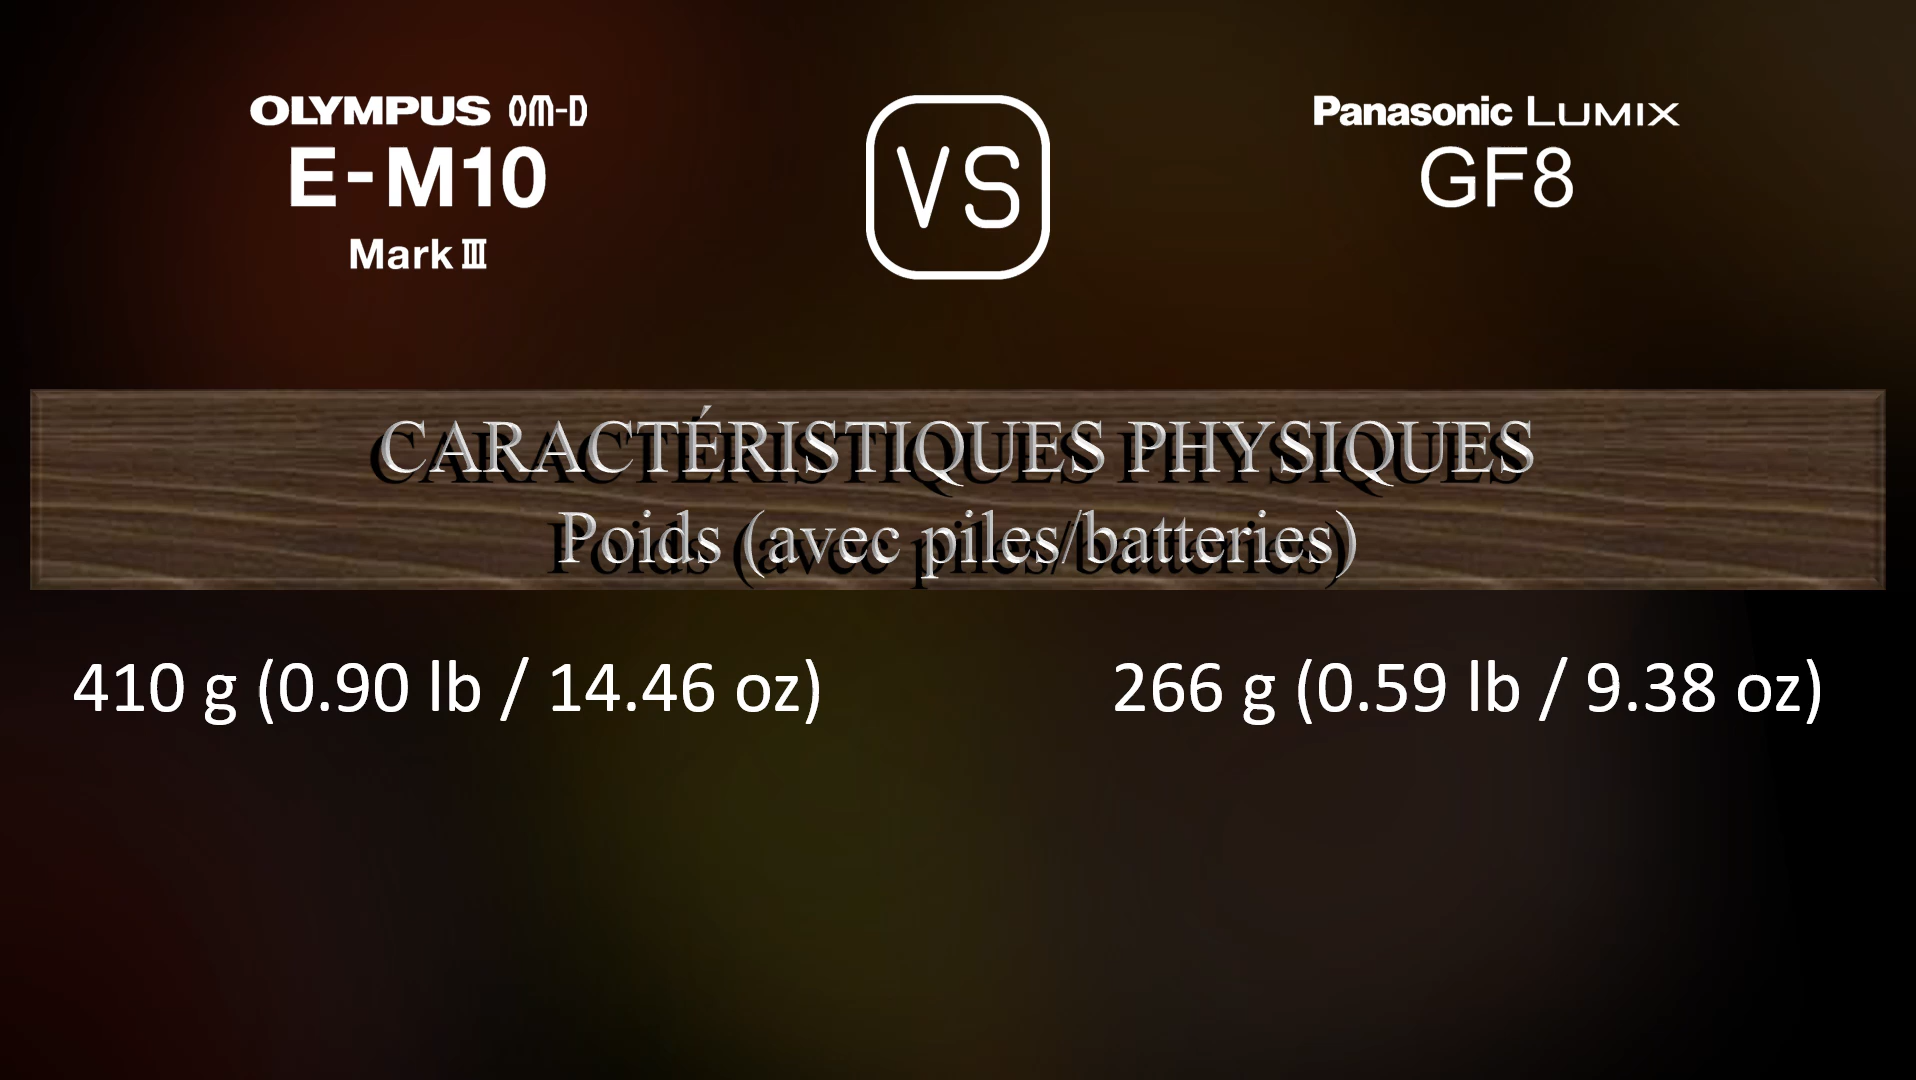 OLYMPUS OM-D
E-M10
Mark III
VS
Panasonic LUMIX
GF8
CARACTÉRISTIQUES PHYSIQUES
Poids (avec piles/batteries)
410 g (0.90 lb / 14.46 oz)
266 g (0.59 lb / 9.38 oz)